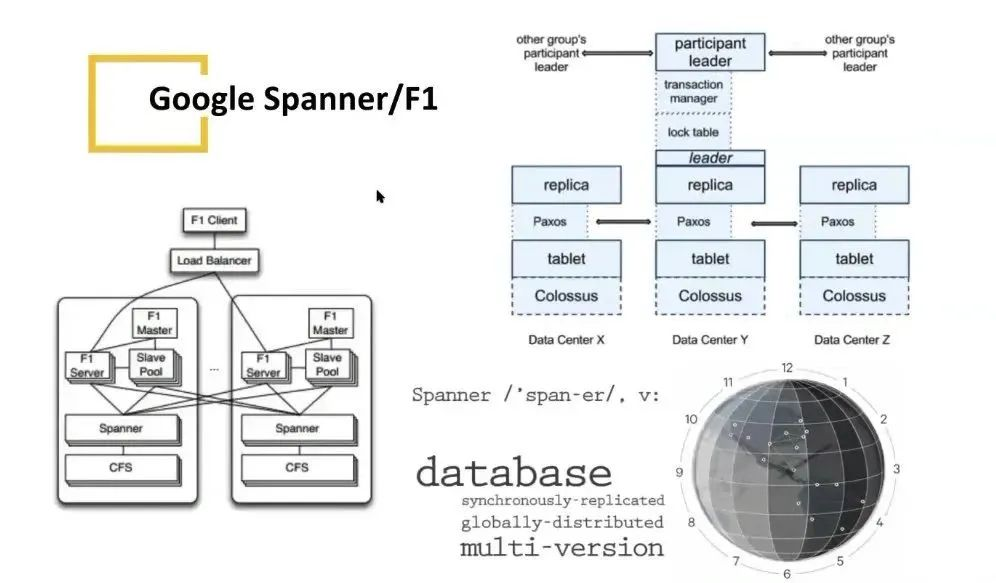 Google Spanner/F1
F1 Client
Load Balancer
F1
Master
F1
Server
Slave
Pool
...
F1
Master
F1
Server
Slave
Pool
Spanner
Spanner
CFS
CFS
other group's
participant
leader
participant
leader
other group's
participant
leader
transaction
manager
lock table
leader
replica
replica
replica
Paxos
Paxos
Paxos
tablet
tablet
tablet
Colossus
Colossus
Colossus
Data Center X
Data Center Y
Data Center Z
Spanner /'span-er/, v:
database
synchronously-replicated
globally-distributed
multi-version
12
1
2
3
4
5
6
7
8
9
10
11